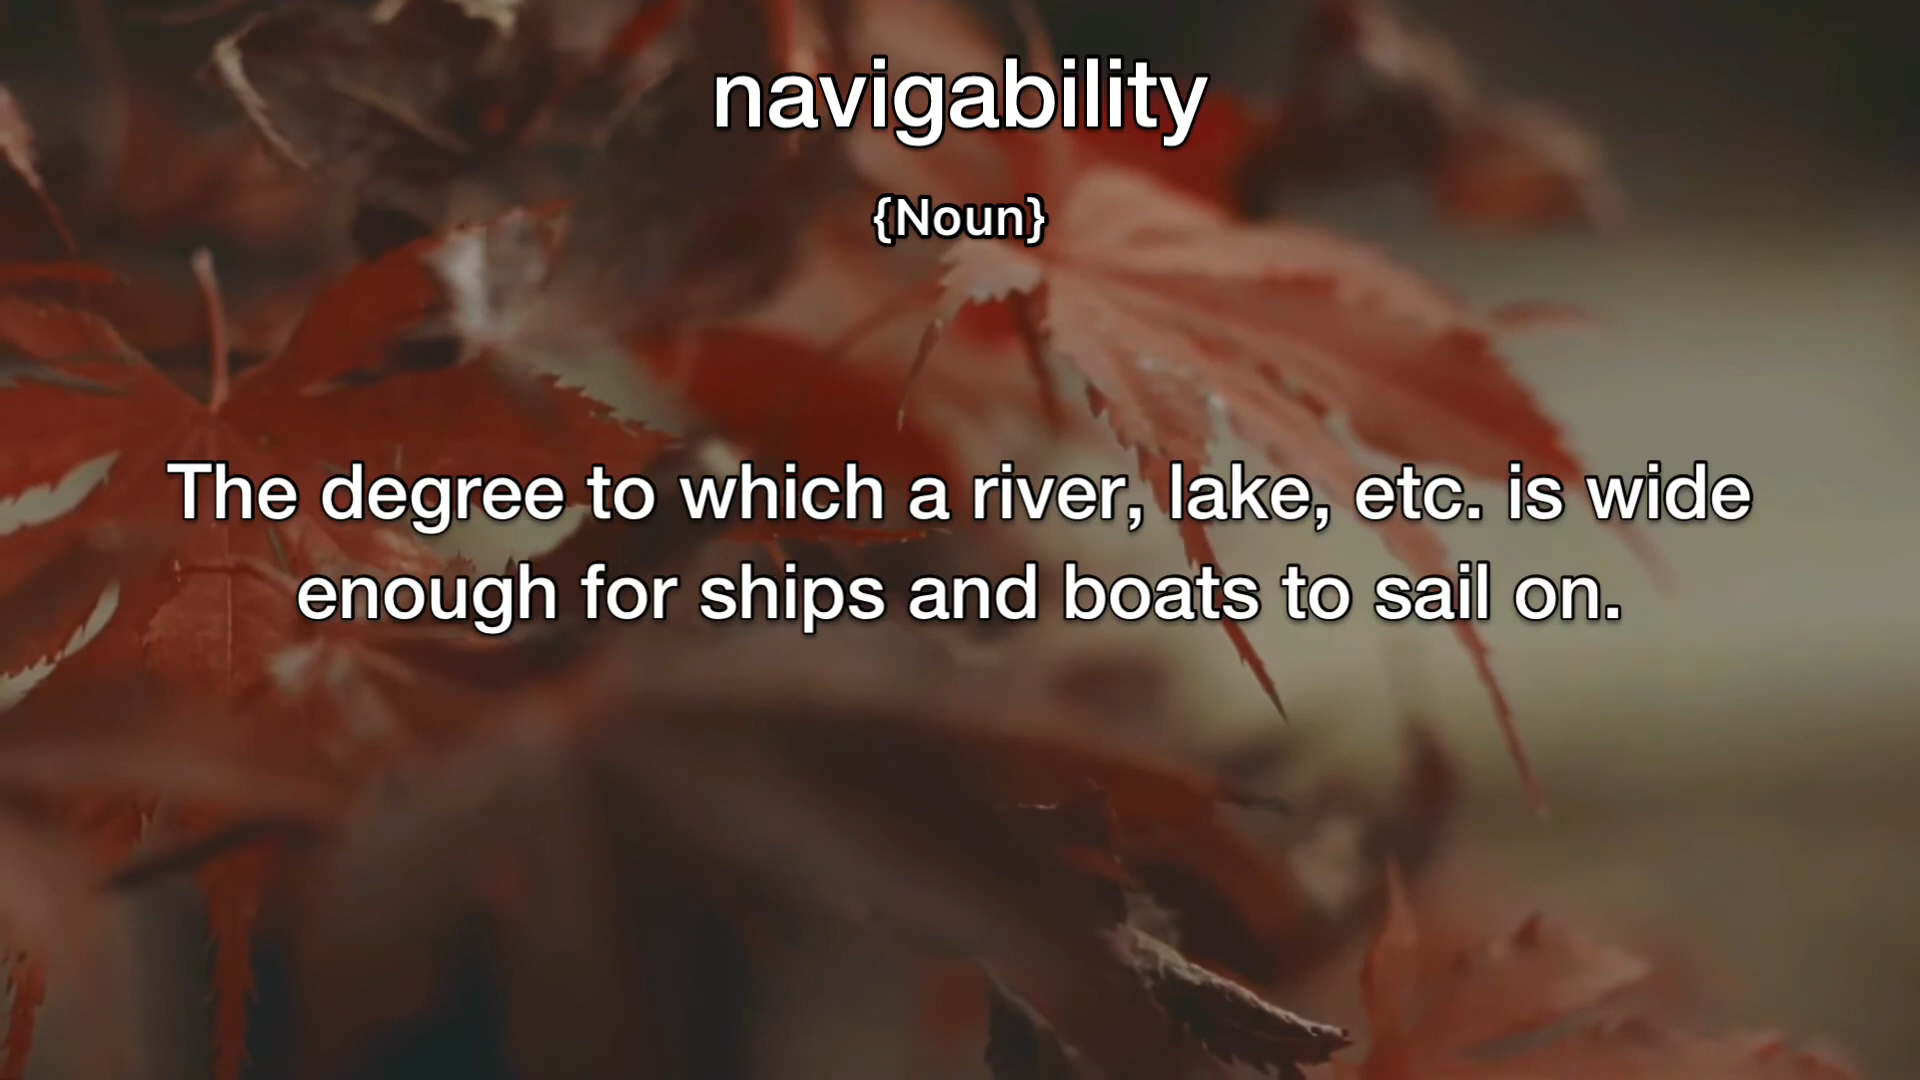 navigability
{Noun}
The degree to which a river, lake, etc. is wide
enough for ships and boats to sail on.